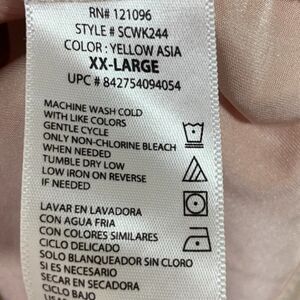 RN# 121096
STYLE # SCWK244
COLOR : YELLOW ASIA
XX-LARGE
UPC # 842754094054
MACHINE WASH COLD
WITH LIKE COLORS
GENTLE CYCLE
ONLY NON-CHLORINE BLEACH
WHEN NEEDED
TUMBLE DRY LOW
LOW IRON ON REVERSE
IF NEEDED
LAVAR EN LAVADORA
CON AGUA FRIA
CON COLORES SIMILARES
CICLO DELICADO
SOLO BLANQUEADOR SIN CLORO
SI ES NECESARIO
SECAR EN SECADORA
CICLO BAJO